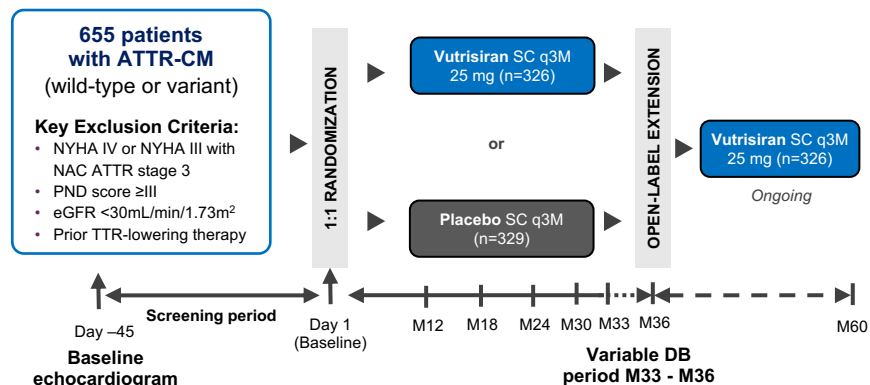 655 patients
with ATTR-CM
(wild-type or variant)
Key Exclusion Criteria:
• NYHA IV or NYHA III with
NAC ATTR stage 3
• PND score ≥III
• eGFR <30mL/min/1.73m²
• Prior TTR-lowering therapy
1:1 RANDOMIZATION
Vutrisiran SC q3M
25 mg (n=326)
or
Placebo SC q3M
(n=329)
OPEN-LABEL EXTENSION
Vutrisiran SC q3M
25 mg (n=326)
Ongoing
Screening period
Day –45
Baseline
echocardiogram
Day 1
(Baseline)
M12
M18
M24
M30
M33
M36
M60
Variable DB
period M33 - M36